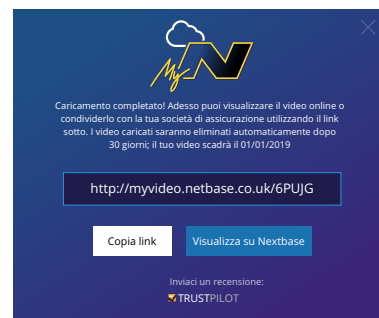 My N
Caricamento completato! Adesso puoi visualizzare il video online o
condividerlo con la tua società di assicurazione utilizzando il link
sotto. I video caricati saranno eliminati automaticamente dopo
30 giorni; il tuo video scadrà il 01/01/2019
http://myvideo.netbase.co.uk/6PUJG
Copia link
Visualizza su Nextbase
Inviaci un recensione:
TRUSTPILOT